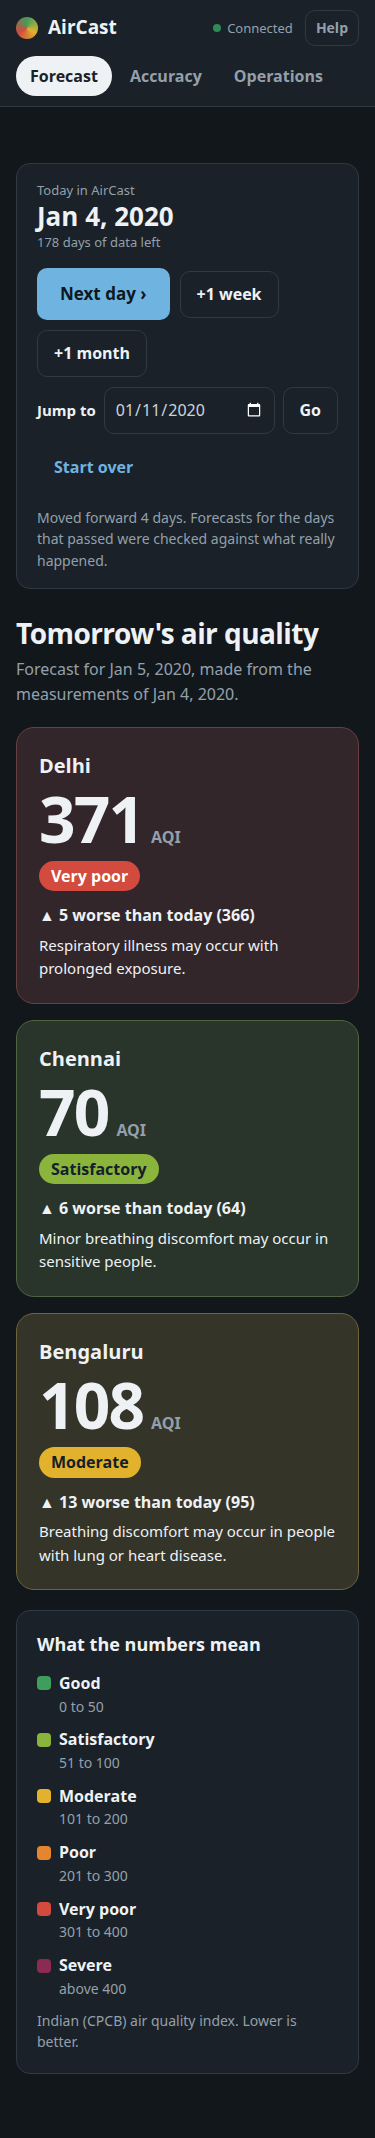 AirCast
Connected
Help
Forecast
Accuracy
Operations
Today in AirCast
Jan 4, 2020
178 days of data left
Next day ›
+1 week
+1 month
Jump to
01/11/2020
Go
Start over
Moved forward 4 days. Forecasts for the days
that passed were checked against what really
happened.
Tomorrow's air quality
Forecast for Jan 5, 2020, made from the
measurements of Jan 4, 2020.
Delhi
371 AQI
Very poor
▲ 5 worse than today (366)
Respiratory illness may occur with
prolonged exposure.
Chennai
70 AQI
Satisfactory
▲ 6 worse than today (64)
Minor breathing discomfort may occur in
sensitive people.
Bengaluru
108 AQI
Moderate
▲ 13 worse than today (95)
Breathing discomfort may occur in people
with lung or heart disease.
What the numbers mean
Good
0 to 50
Satisfactory
51 to 100
Moderate
101 to 200
Poor
201 to 300
Very poor
301 to 400
Severe
above 400
Indian (CPCB) air quality index. Lower is
better.